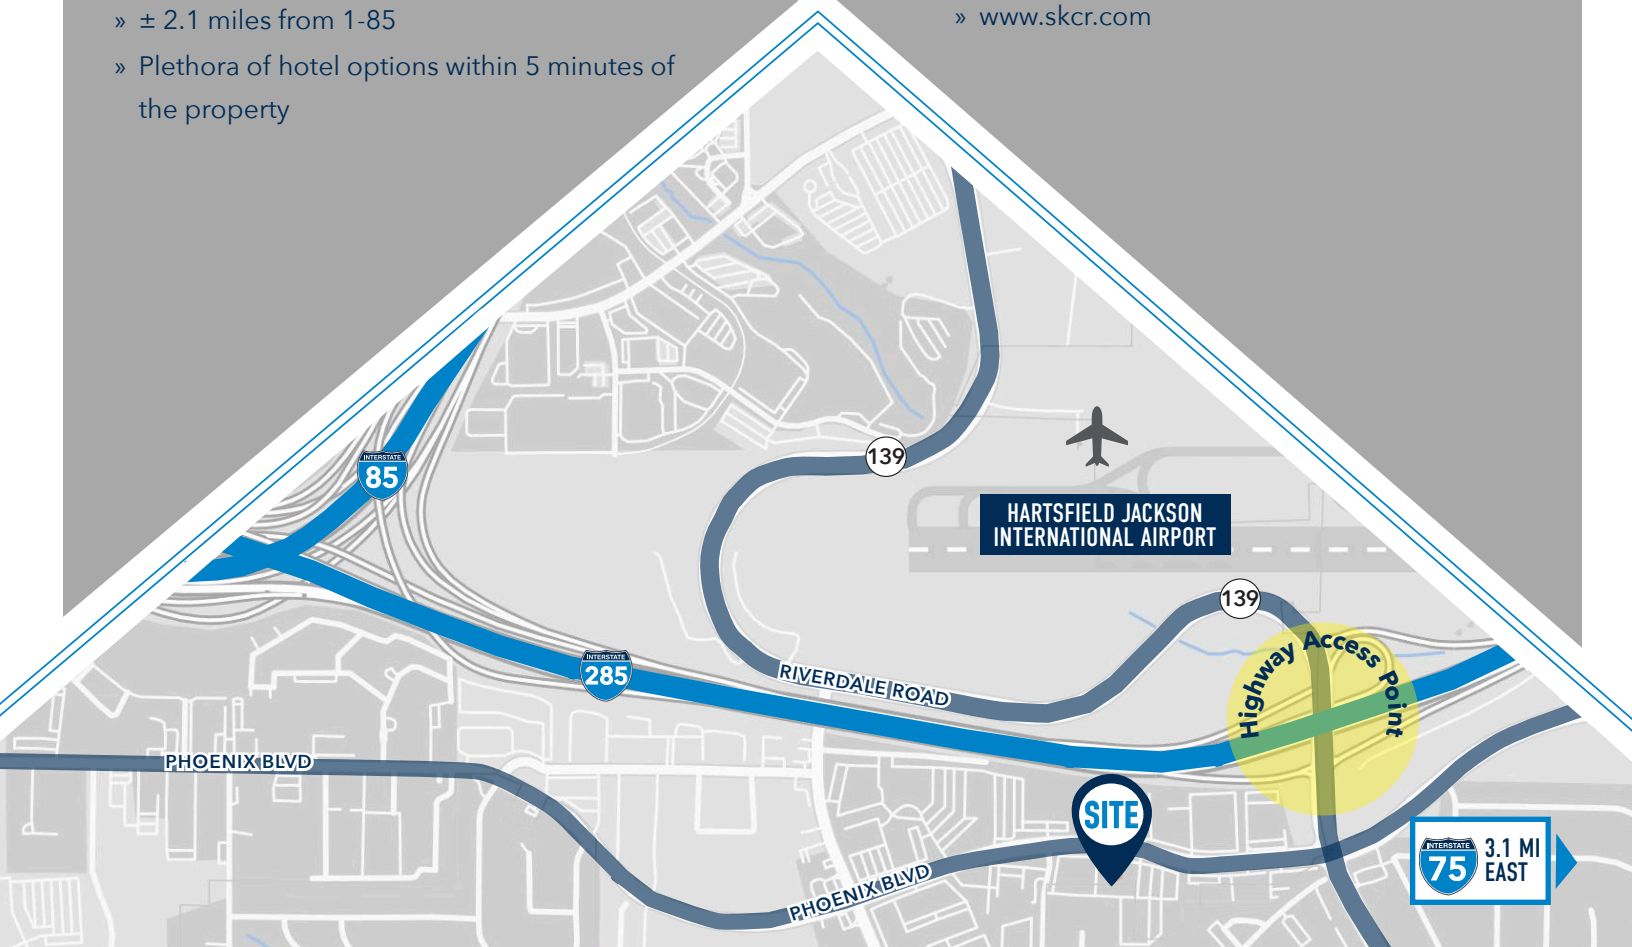 » ± 2.1 miles from 1-85
» Plethora of hotel options within 5 minutes of
the property
» www.skcr.com
INTERSTATE
85
139
HARTSFIELD JACKSON
INTERNATIONAL AIRPORT
139
INTERSTATE
285
RIVERDALE ROAD
Highway Access Point
PHOENIX BLVD
SITE
PHOENIX BLVD
INTERSTATE
75
3.1 MI
EAST